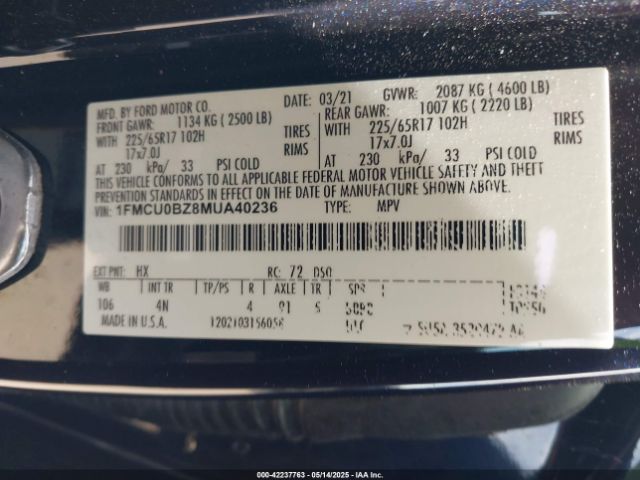 MFD. BY FORD MOTOR CO.
DATE: 03/21 GVWR: 2087 KG ( 4600 LB)
FRONT GAWR: 1134 KG ( 2500 LB)
REAR GAWR: 1007 KG ( 2220 LB)
WITH 225/65R17 102H TIRES
WITH 225/65R17 102H TIRES
17x7.0J RIMS
17x7.0J RIMS
AT 230 kPa/ 33 PSI COLD
AT 230 kPa/ 33 PSI COLD
THIS VEHICLE CONFORMS TO ALL APPLICABLE FEDERAL MOTOR VEHICLE SAFETY AND THEFT
PREVENTION STANDARDS IN EFFECT ON THE DATE OF MANUFACTURE SHOWN ABOVE.
VIN: 1FMCU0BZ8MUA40236 TYPE: MPV
EXT PNT: HX RC: 72 DSO:
WB INT TR TP/PS R AXLE TR SPR
106 4N 4
MADE IN U.S.A.
000-42237763 - 05/14/2025 - IAA Inc.